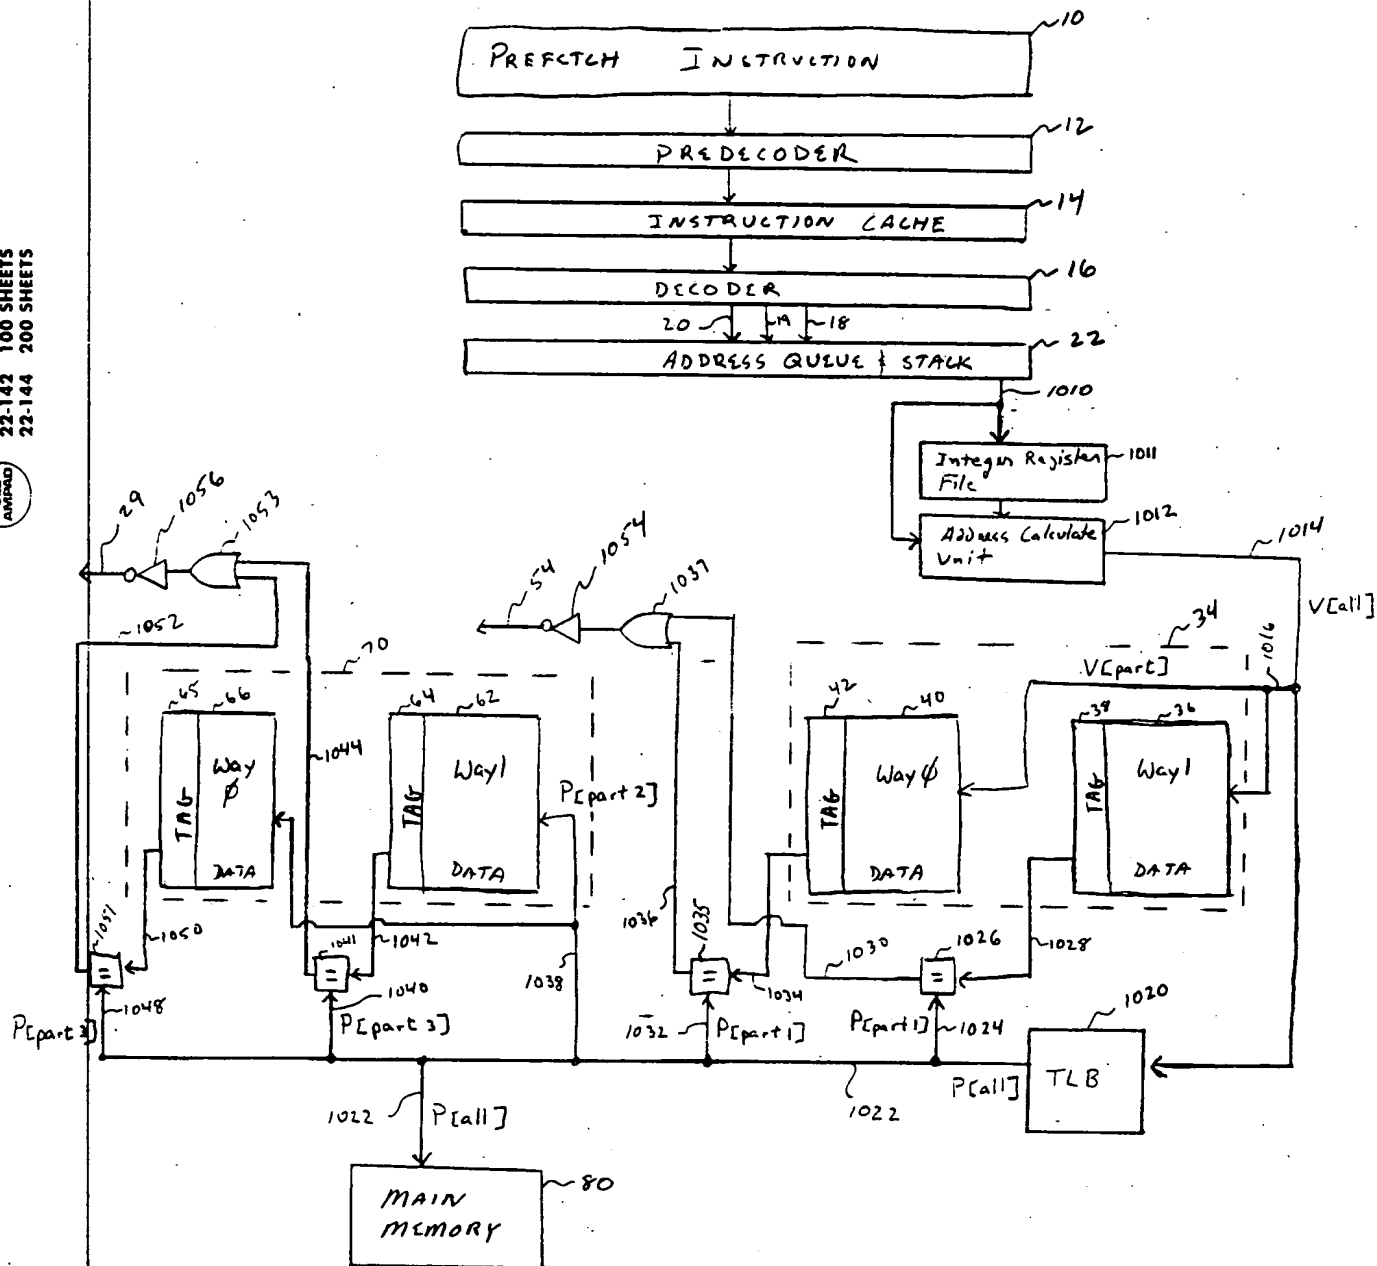 10
PREFCTCH INSTRUCTION
12
PREDECODER
14
INSTRUCTION CACHE
16
DECODER
20 19 18
22
ADDRESS QUEUE & STACK
1010
22-142 100 SHEETS
22-144 200 SHEETS
AMPAD
Integer Register File
1011
Address Calculate Unit
1012
1014
V[all]
29
1056
1053
1052
54
1054
1037
34
1016
V[part]
70
65 66
TAG
Way
0
DATA
1044
64 62
TAG
Way 1
DATA
P[part 2]
42 40
TAG
Way 0
DATA
38 36
TAG
Way 1
DATA
1051
1050
1041
1042
1038
1036
1035
1034
1030
1026
1028
=
=
=
=
1048
P[part 3]
1040
P[part 3]
1032
P[part 1]
P[part 1]
1024
1020
TLB
P[all]
1022
1022
P[all]
80
MAIN
MEMORY